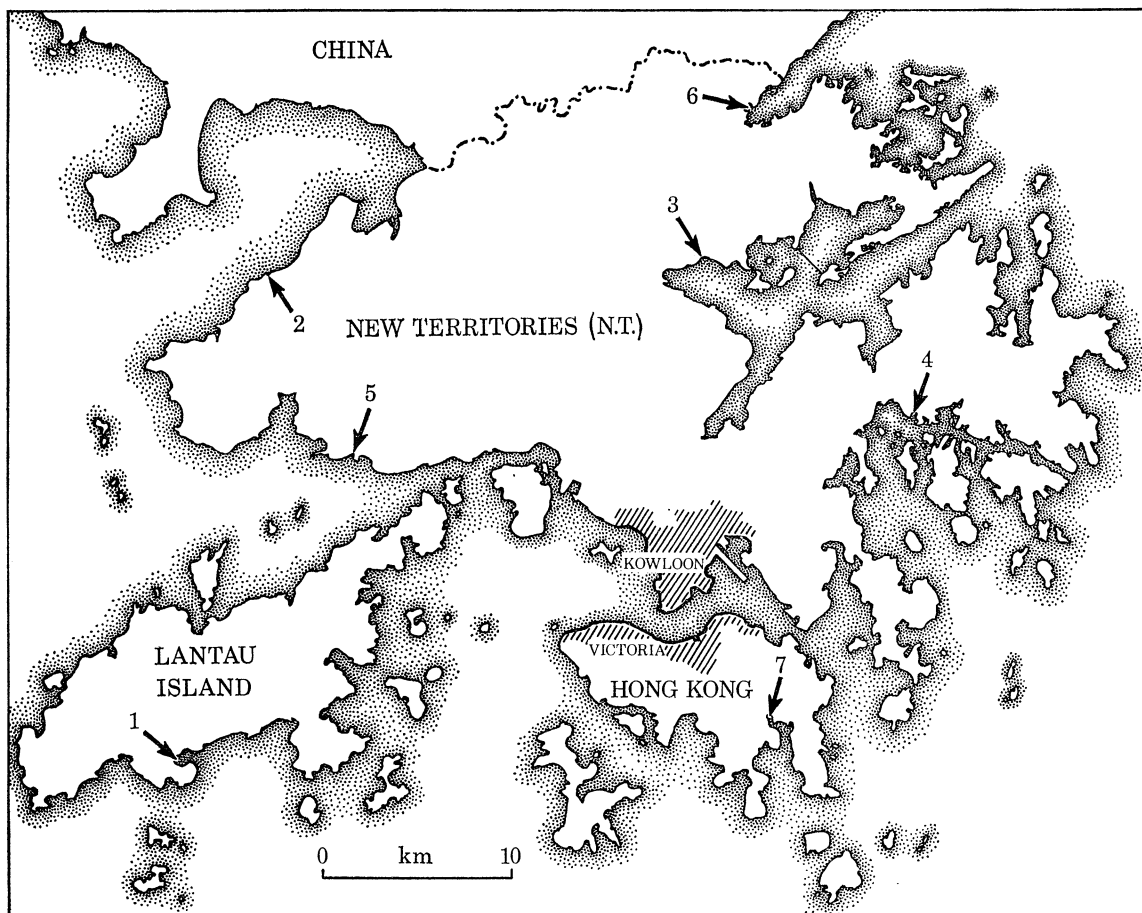 CHINA
6
3
2
NEW TERRITORIES (N.T.)
4
5
KOWLOON
VICTORIA
LANTAU
ISLAND
HONG KONG
7
1
0 km 10